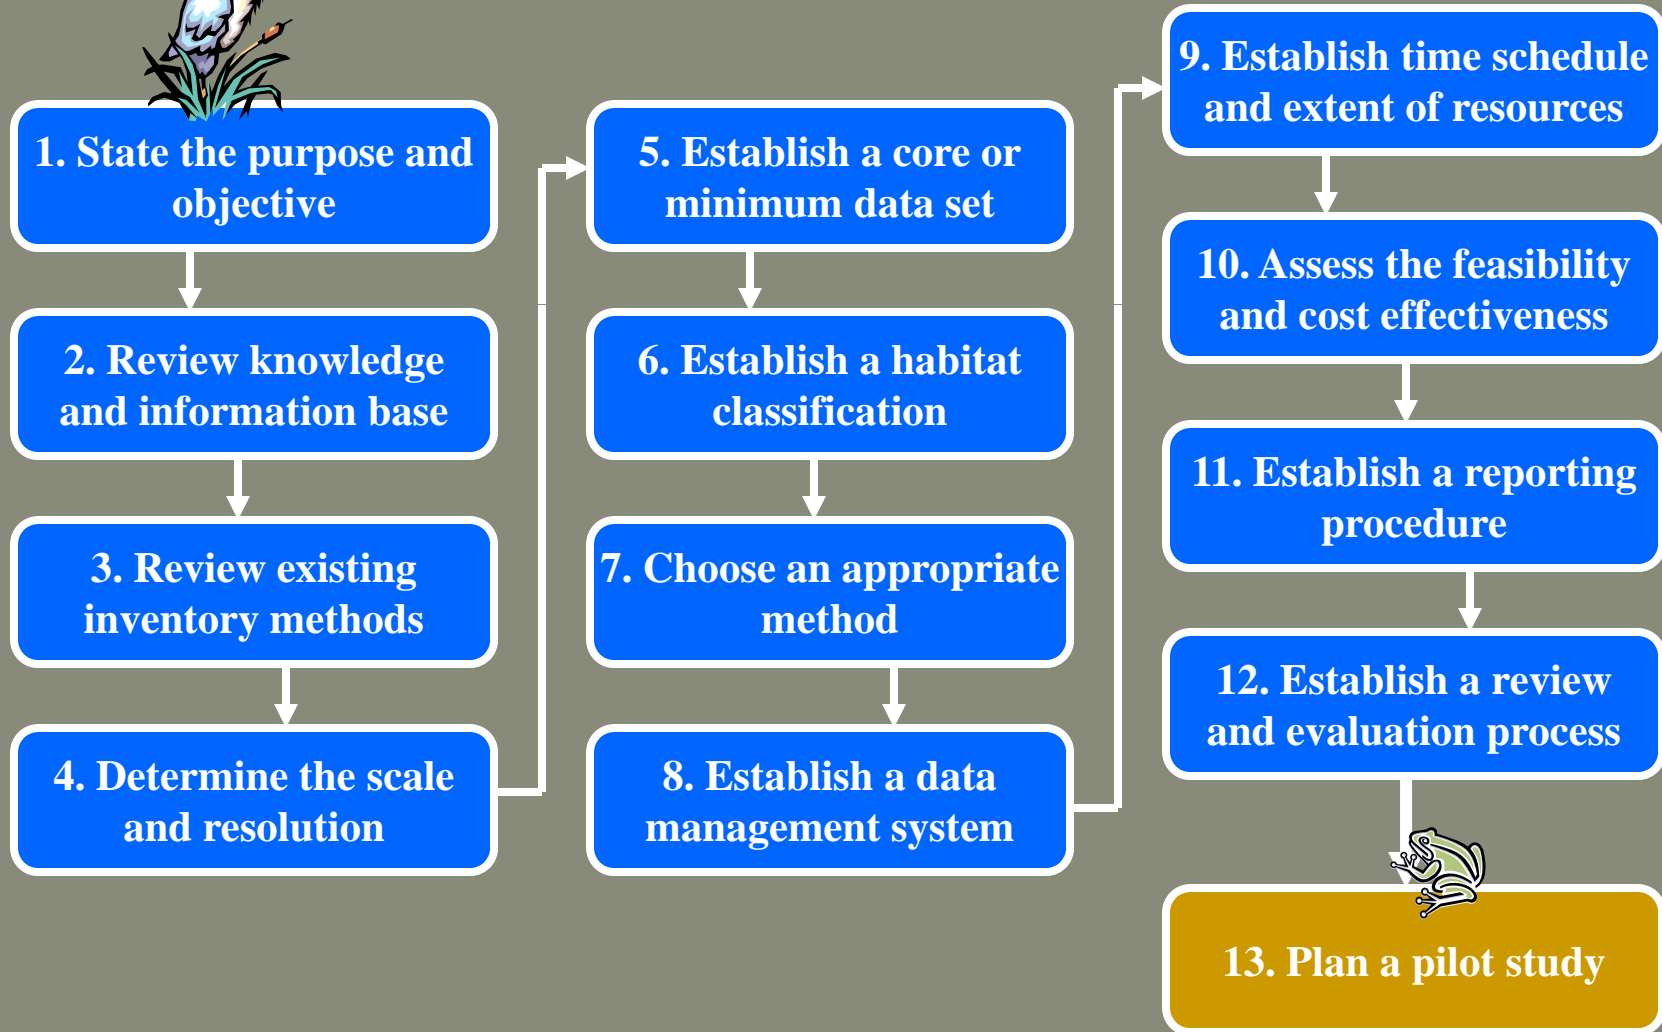 1. State the purpose and
objective
2. Review knowledge
and information base
3. Review existing
inventory methods
4. Determine the scale
and resolution
5. Establish a core or
minimum data set
6. Establish a habitat
classification
7. Choose an appropriate
method
8. Establish a data
management system
9. Establish time schedule
and extent of resources
10. Assess the feasibility
and cost effectiveness
11. Establish a reporting
procedure
12. Establish a review
and evaluation process
13. Plan a pilot study